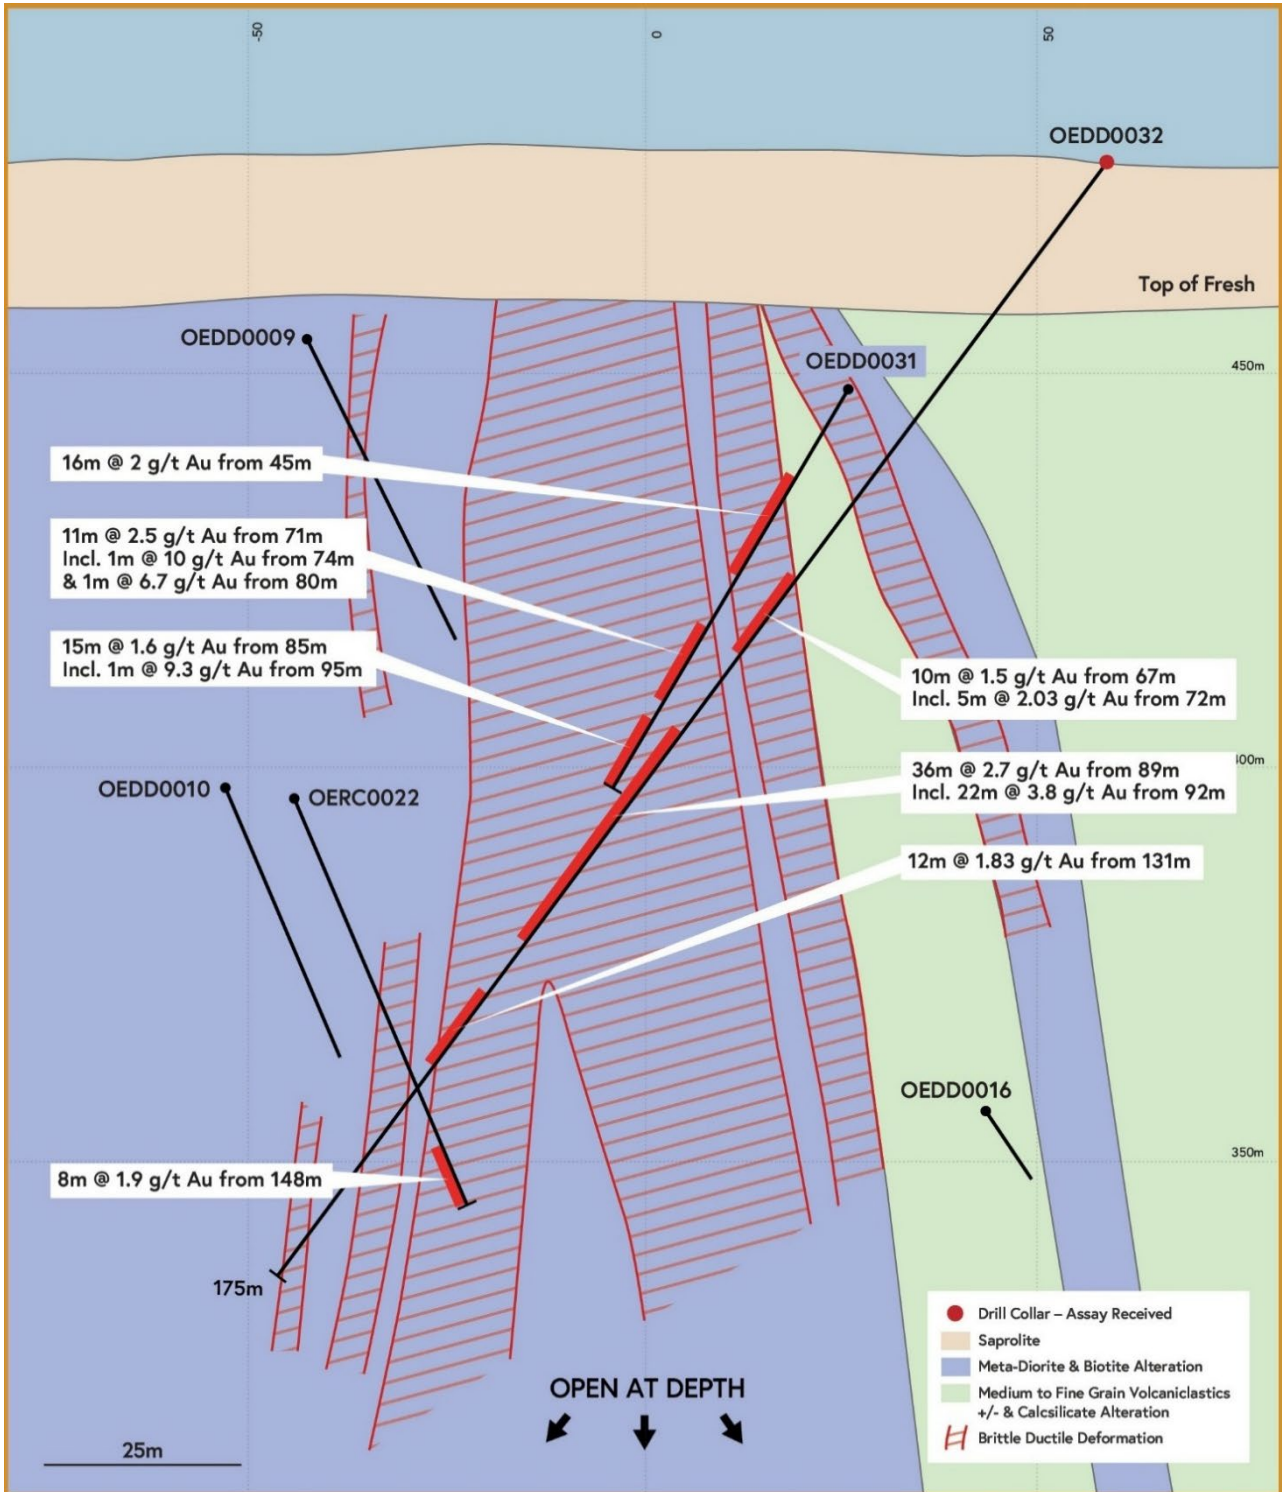 -50
0
50
OEDD0032
Top of Fresh
OEDD0009
OEDD0031
450m
16m @ 2 g/t Au from 45m
11m @ 2.5 g/t Au from 71m
Incl. 1m @ 10 g/t Au from 74m
& 1m @ 6.7 g/t Au from 80m
15m @ 1.6 g/t Au from 85m
Incl. 1m @ 9.3 g/t Au from 95m
10m @ 1.5 g/t Au from 67m
Incl. 5m @ 2.03 g/t Au from 72m
36m @ 2.7 g/t Au from 89m
Incl. 22m @ 3.8 g/t Au from 92m
00m
OEDD0010
OERC0022
12m @ 1.83 g/t Au from 131m
OEDD0016
350m
8m @ 1.9 g/t Au from 148m
175m
OPEN AT DEPTH
25m
Drill Collar – Assay Received
Saprolite
Meta-Diorite & Biotite Alteration
Medium to Fine Grain Volcaniclastics
+/- & Calcsilicate Alteration
Brittle Ductile Deformation